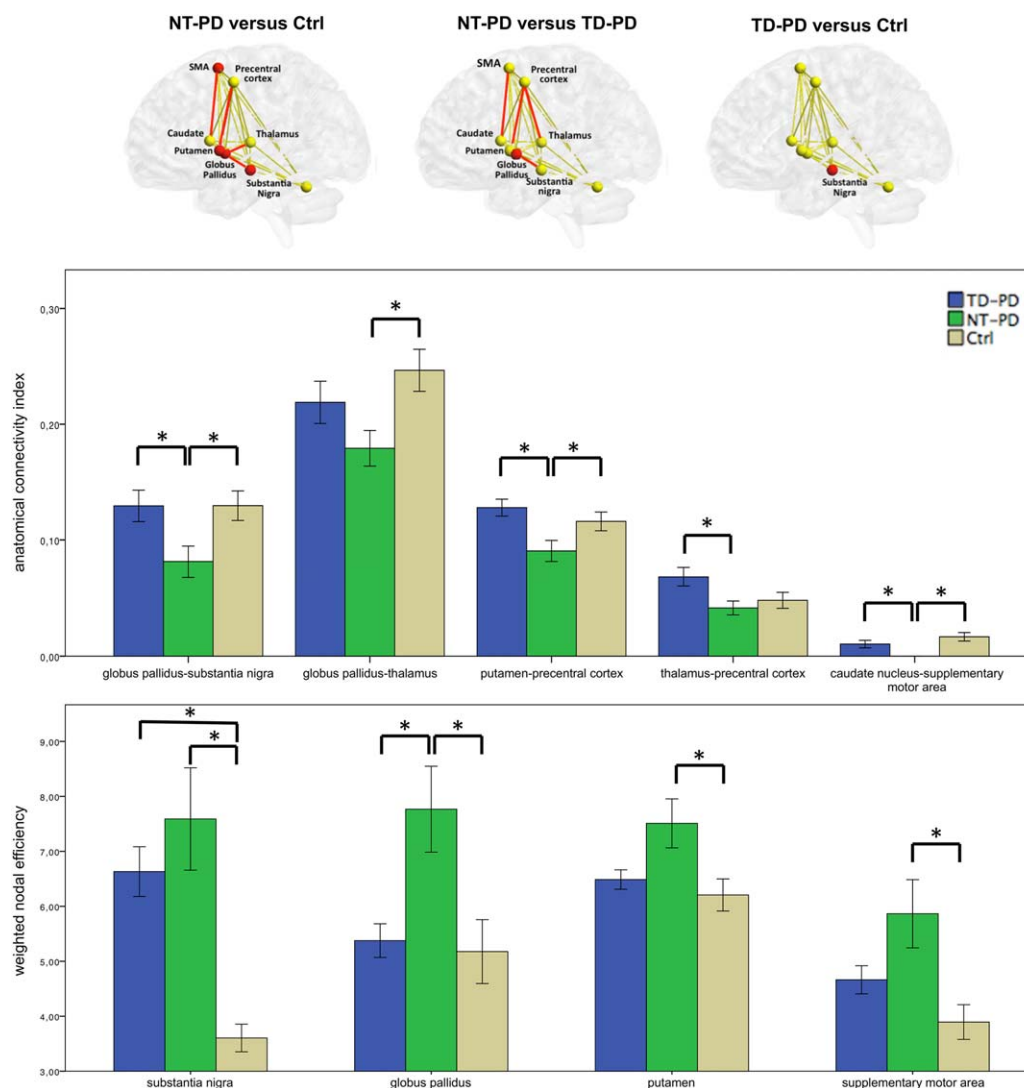 NT-PD versus Ctrl
NT-PD versus TD-PD
TD-PD versus Ctrl
SMA
Precentral
cortex
Caudate
Thalamus
Putamen
Globus
Pallidus
Substantia
Nigra
SMA
Precentral
cortex
Caudate
Thalamus
Putamen
Globus
Pallidus
Substantia
nigra
Substantia
Nigra
anatomical connectivity index
0,30
0,20
0,10
0,00
TD-PD
NT-PD
Ctrl
*
*
*
*
*
*
*
*
globus pallidus-substantia nigra
globus pallidus-thalamus
putamen-precentral cortex
thalamus-precentral cortex
caudate nucleus-supplementary
motor area
weighted nodal efficiency
9,00
8,00
7,00
6,00
5,00
4,00
3,00
*
*
*
*
*
*
substantia nigra
globus pallidus
putamen
supplementary motor area